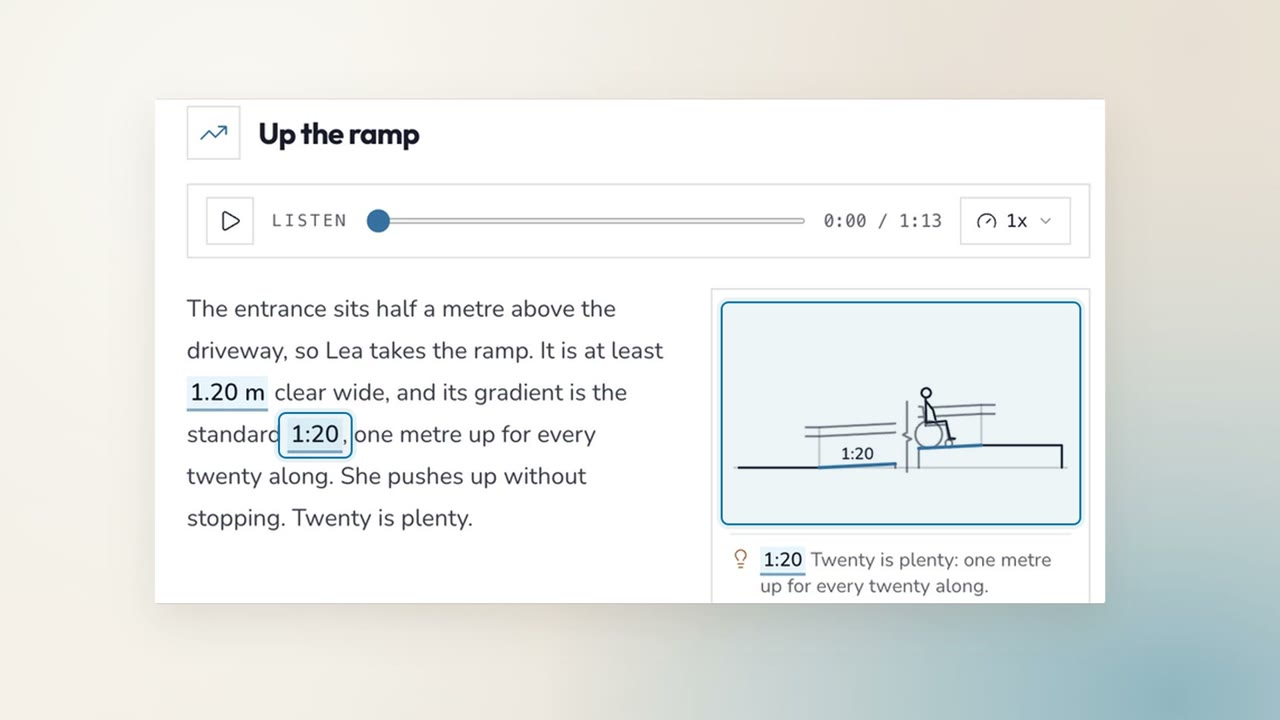 Up the ramp
LISTEN
0:00 / 1:13
1x
The entrance sits half a metre above the
driveway, so Lea takes the ramp. It is at least
1.20 m clear wide, and its gradient is the
standard 1:20, one metre up for every
twenty along. She pushes up without
stopping. Twenty is plenty.
1:20
1:20 Twenty is plenty: one metre
up for every twenty along.